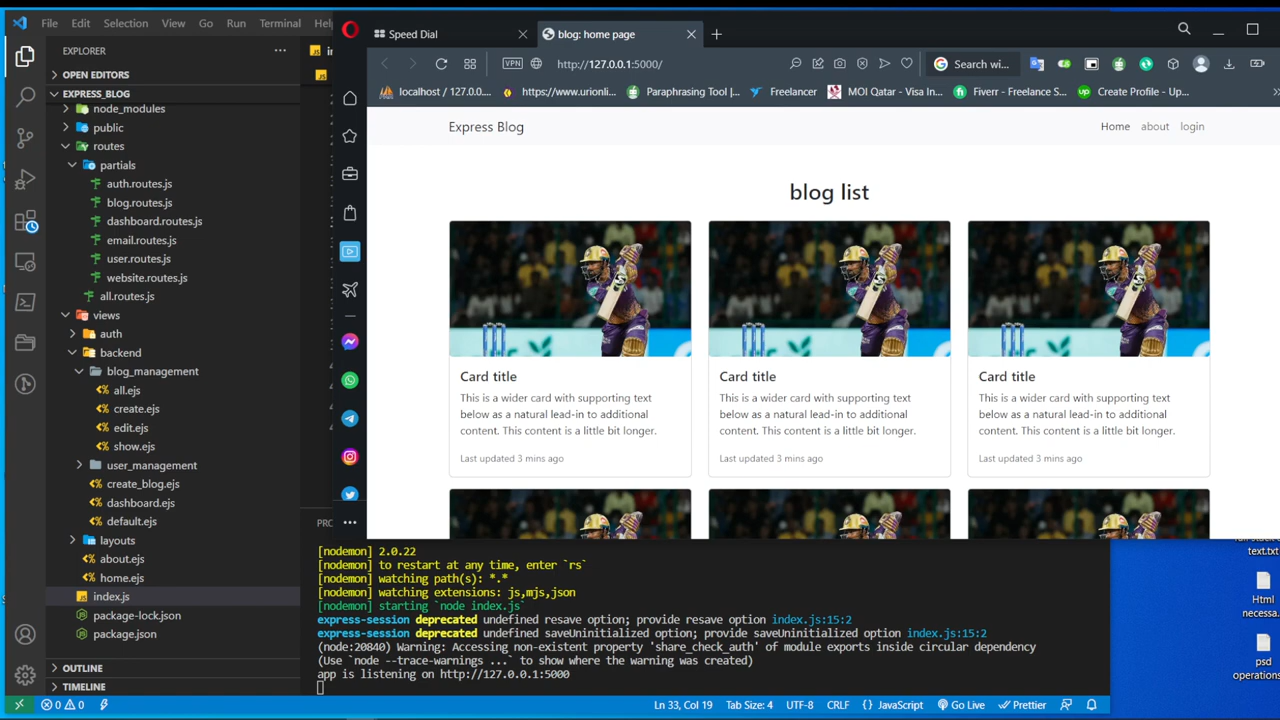 File Edit Selection View Go Run Terminal
Speed Dial
blog: home page
EXPLORER
VPN
http://127.0.0.1:5000/
Search wi...
OPEN EDITORS
EXPRESS_BLOG
localhost / 127.0.0...
https://www.urionli...
Paraphrasing Tool |...
Freelancer
MOI Qatar - Visa In...
Fiverr - Freelance S...
Create Profile - Up...
node_modules
public
routes
partials
auth.routes.js
blog.routes.js
dashboard.routes.js
email.routes.js
user.routes.js
website.routes.js
all.routes.js
views
auth
backend
blog_management
all.ejs
create.ejs
edit.ejs
show.ejs
user_management
create_blog.ejs
dashboard.ejs
default.ejs
layouts
about.ejs
home.ejs
index.js
package-lock.json
package.json
OUTLINE
TIMELINE
Express Blog
Home about login
blog list
Card title
This is a wider card with supporting text
below as a natural lead-in to additional
content. This content is a little bit longer.
Last updated 3 mins ago
Card title
This is a wider card with supporting text
below as a natural lead-in to additional
content. This content is a little bit longer.
Last updated 3 mins ago
Card title
This is a wider card with supporting text
below as a natural lead-in to additional
content. This content is a little bit longer.
Last updated 3 mins ago
[nodemon] 2.0.22
[nodemon] to restart at any time, enter `rs`
[nodemon] watching path(s): *.*
[nodemon] watching extensions: js,mjs,json
[nodemon] starting `node index.js`
express-session deprecated undefined resave option; provide resave option index.js:15:2
express-session deprecated undefined saveUninitialized option; provide saveUninitialized option index.js:15:2
(node:20840) Warning: Accessing non-existent property 'share_check_auth' of module exports inside circular dependency
(Use `node --trace-warnings ...` to show where the warning was created)
app is listening on http://127.0.0.1:5000
text.txt
Html
necessa...
psd
operations...
0 0
Ln 33, Col 19 Tab Size: 4 UTF-8 CRLF {} JavaScript Go Live Prettier